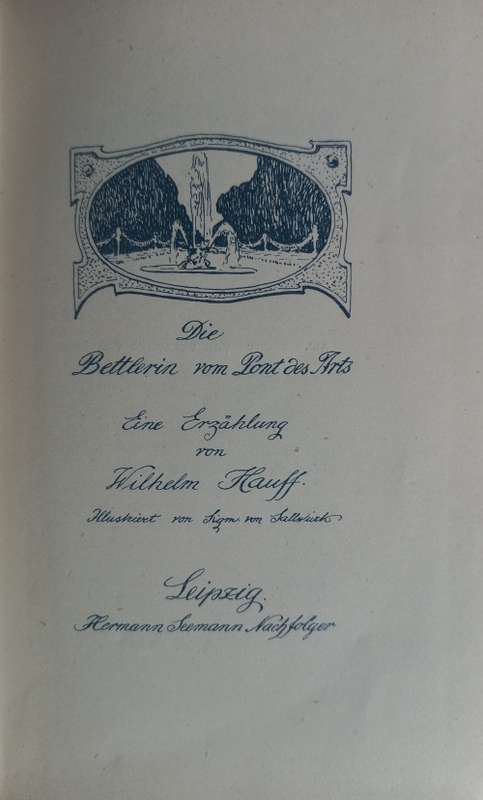 Die
Bettlerin vom Pont des Arts
Eine Erzählung
von
Wilhelm Hauff.
Illustriert von Sigm. von Sallwürk
Leipzig.
Hermann Seemann Nachfolger